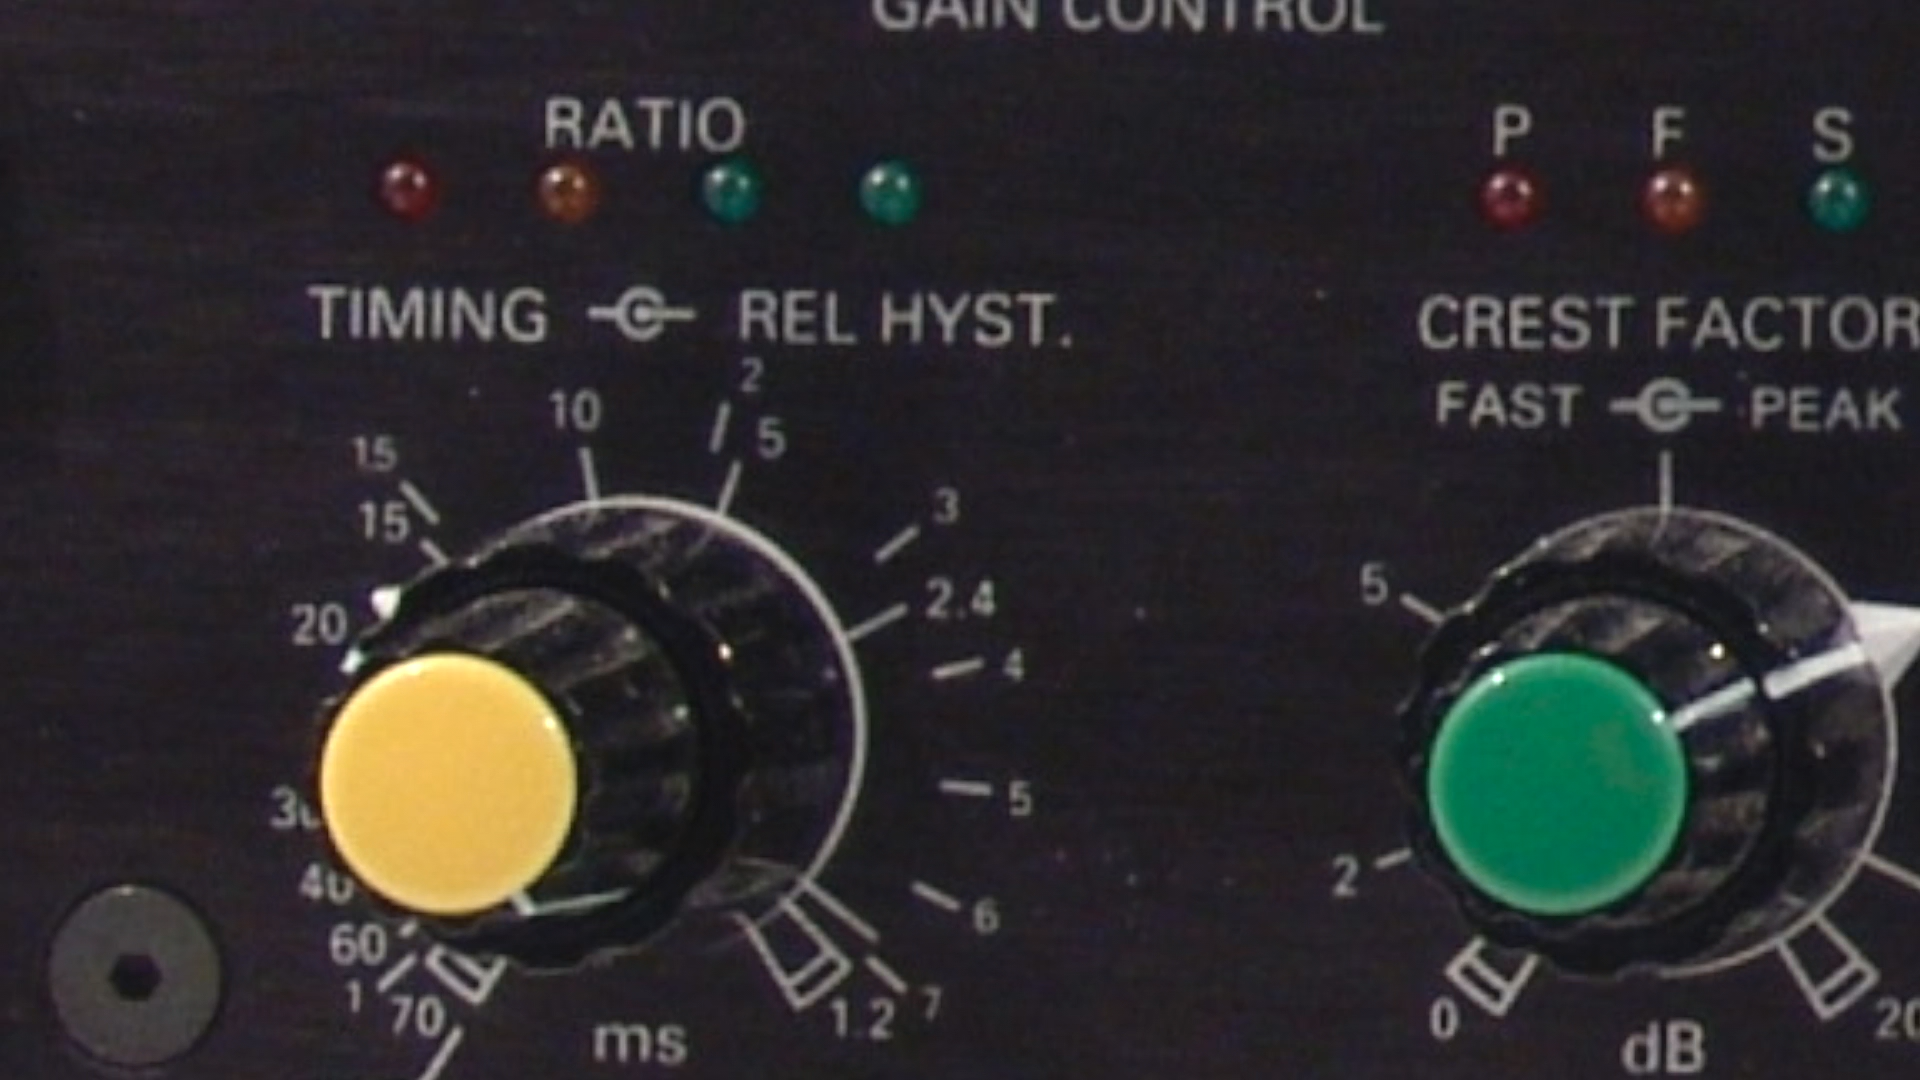 GAIN CONTROL
RATIO
P F S
TIMING REL HYST.
CREST FACTOR
FAST PEAK
2
10
5
15
15
3
20
2.4
4
5
5
6
40
60
1
70
7
1.2
ms
2
0
dB
20